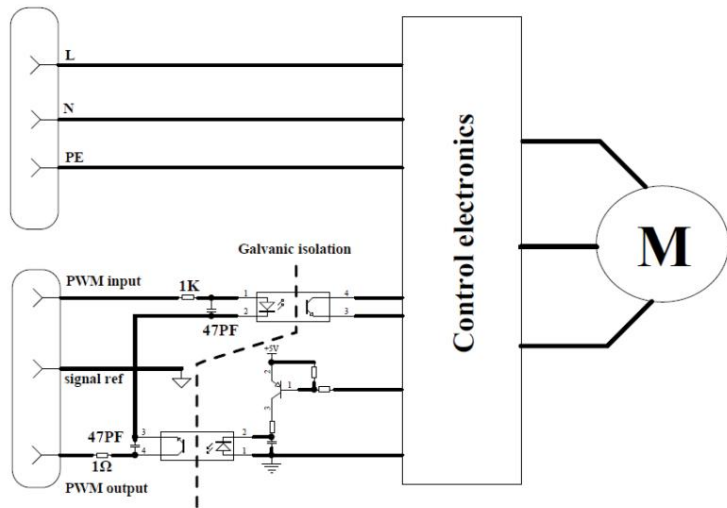 L
N
PE
Control electronics
M
Galvanic isolation
PWM input
1K
1
2
4
3
47PF
+5V
signal ref
2
1
3
47PF
3
4
2
1
1Ω
PWM output